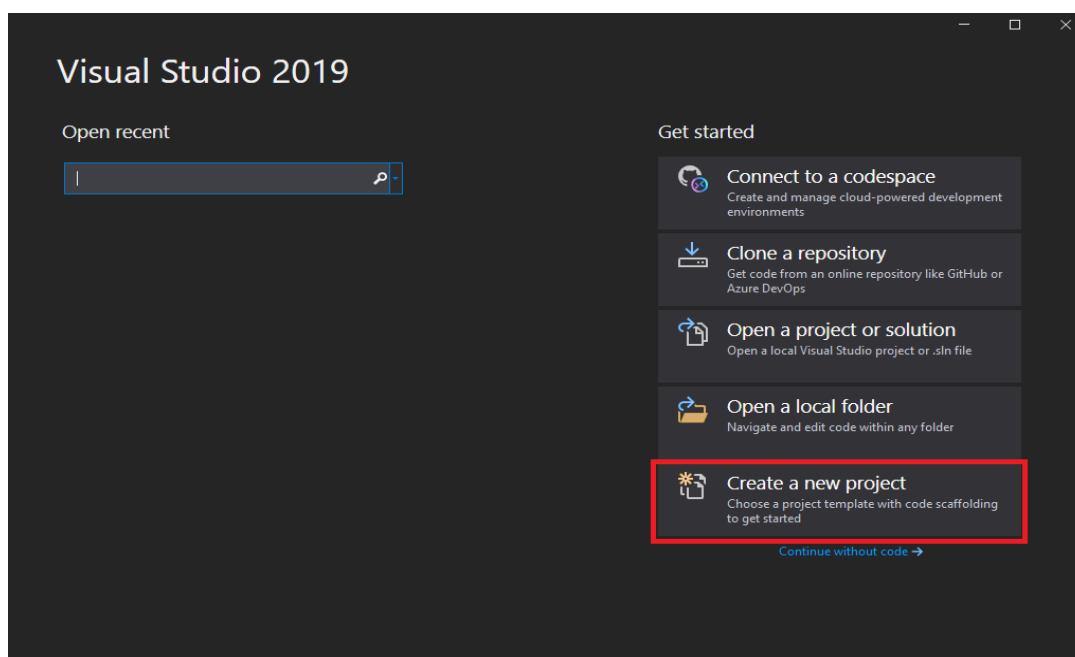 Visual Studio 2019
Open recent
Get started
Connect to a codespace
Create and manage cloud-powered development
environments
Clone a repository
Get code from an online repository like GitHub or
Azure DevOps
Open a project or solution
Open a local Visual Studio project or .sln file
Open a local folder
Navigate and edit code within any folder
Create a new project
Choose a project template with code scaffolding
to get started
Continue without code →